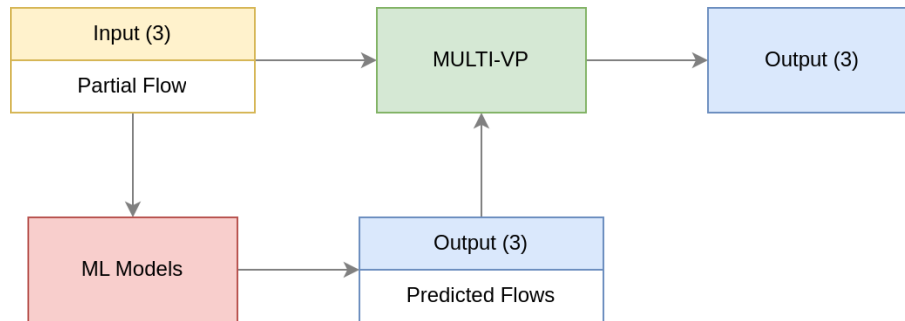 Input (3)
Partial Flow
MULTI-VP
Output (3)
ML Models
Output (3)
Predicted Flows